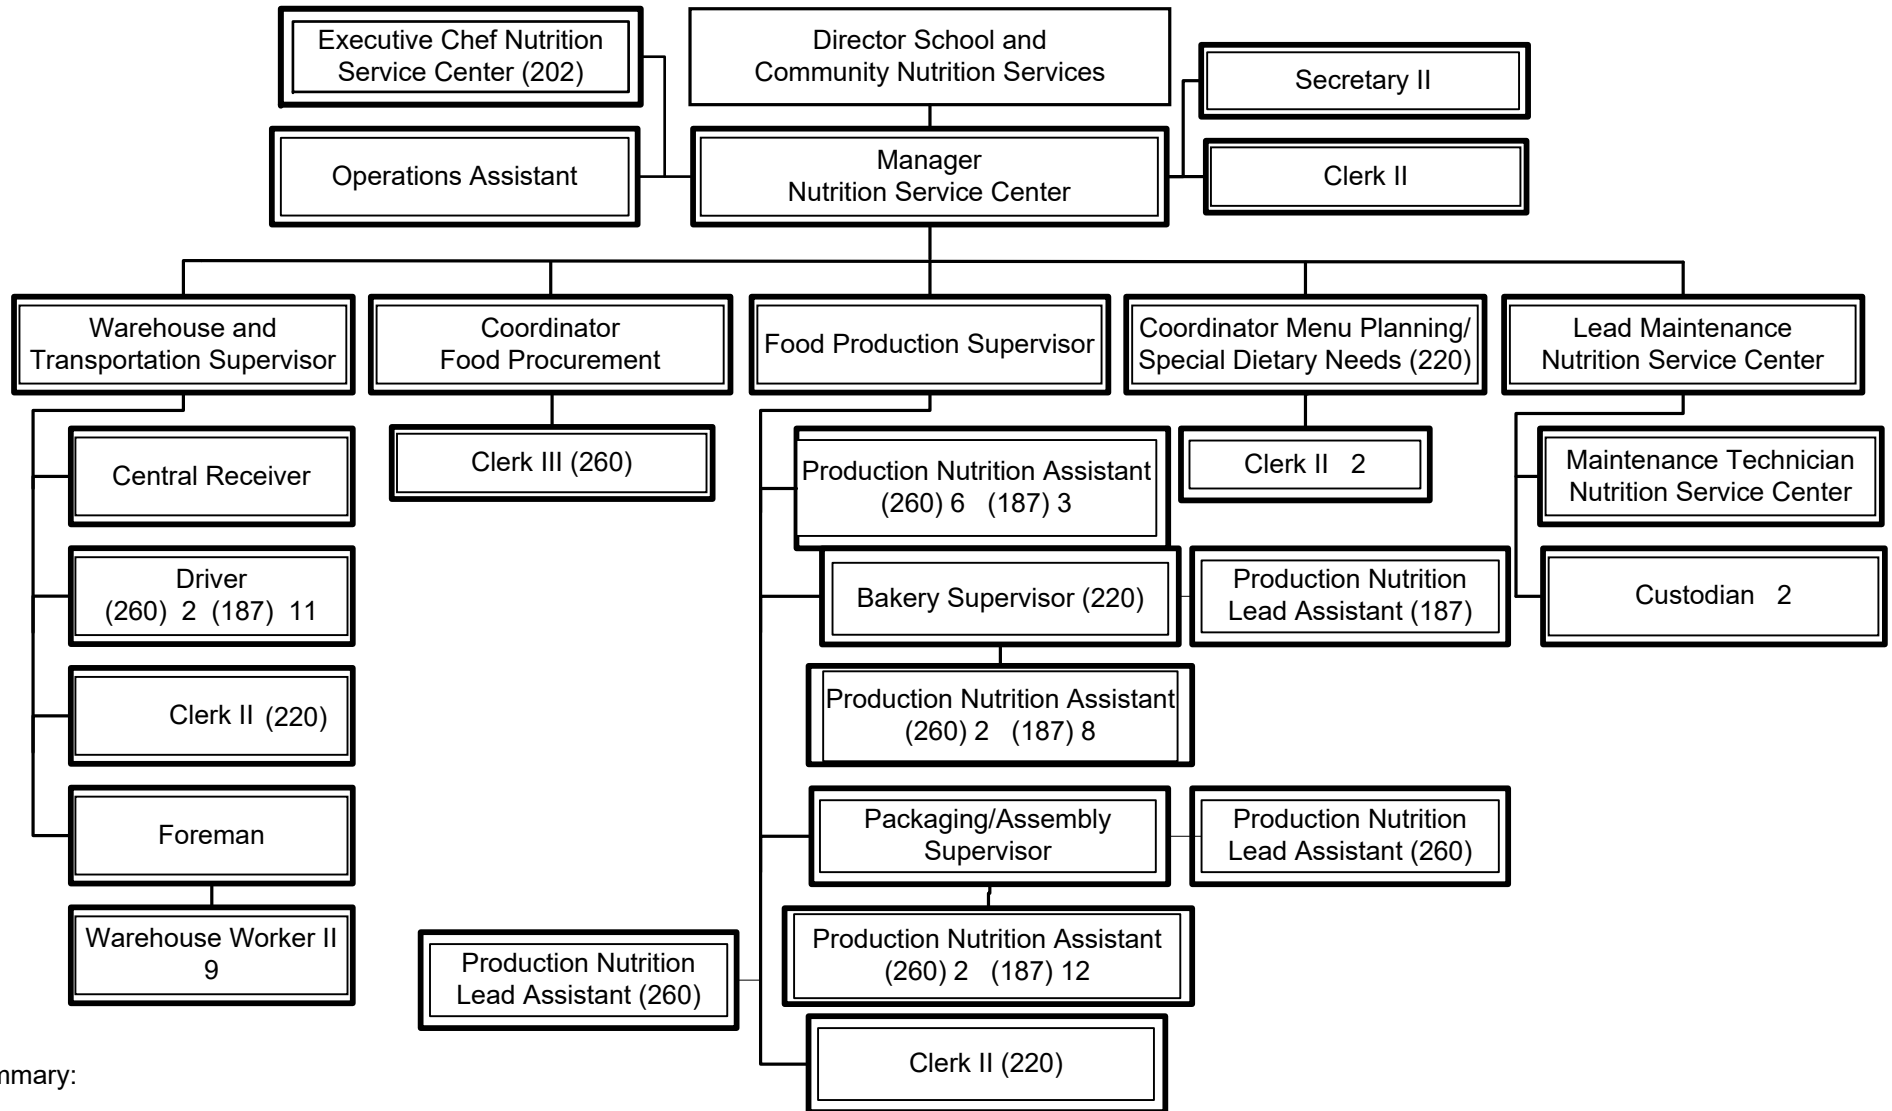 Executive Chef Nutrition
Service Center (202)
Director School and
Community Nutrition Services
Secretary II
Operations Assistant
Manager
Nutrition Service Center
Clerk II
Warehouse and
Transportation Supervisor
Coordinator
Food Procurement
Food Production Supervisor
Coordinator Menu Planning/
Special Dietary Needs (220)
Lead Maintenance
Nutrition Service Center
Central Receiver
Driver
(260) 2 (187) 11
Clerk II (220)
Foreman
Warehouse Worker II
9
Clerk III (260)
Production Nutrition Assistant
(260) 6 (187) 3
Bakery Supervisor (220)
Production Nutrition
Lead Assistant (187)
Production Nutrition Assistant
(260) 2 (187) 8
Packaging/Assembly
Supervisor
Production Nutrition
Lead Assistant (260)
Production Nutrition Assistant
(260) 2 (187) 12
Production Nutrition
Lead Assistant (260)
Clerk II (220)
Clerk II 2
Maintenance Technician
Nutrition Service Center
Custodian 2
mmary: